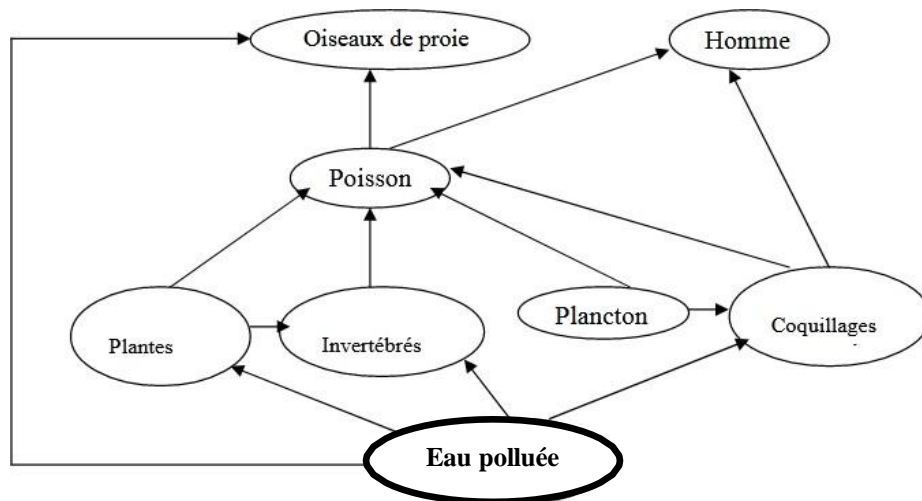 Oiseaux de proie
Homme
Poisson
Plantes
Invertébrés
Plancton
Coquillages
Eau polluée